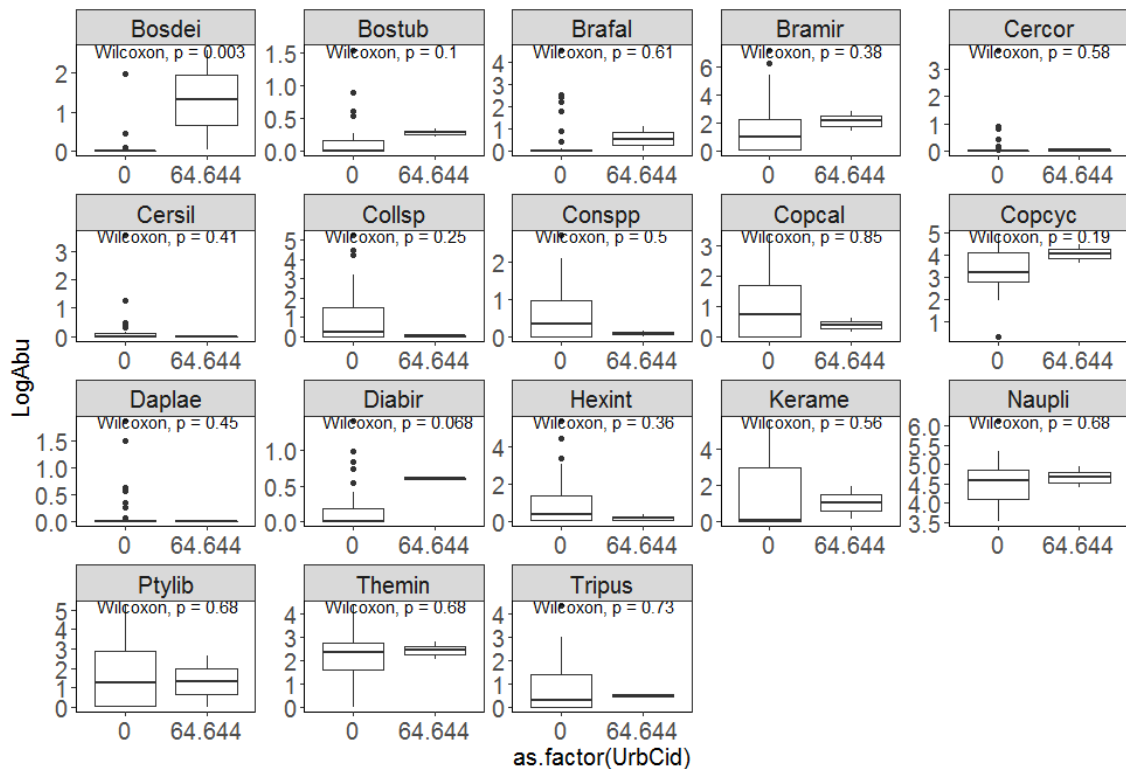 Bosdei Bostub Brafal Bramir Cercor
Wilcoxon, p = 0.003 Wilcoxon, p = 0.1 Wilcoxon, p = 0.61 Wilcoxon, p = 0.38 Wilcoxon, p = 0.58
2 1.5 4 6 3
1 1.0 3 4 2
0 0.5 2 2 1
0.0 1 0 0
0
0 64.644 0 64.644 0 64.644 0 64.644 0 64.644
Cersil Collsp Conspp Copcal Copcyc
Wilcoxon, p = 0.41 Wilcoxon, p = 0.25 Wilcoxon, p = 0.5 Wilcoxon, p = 0.85 Wilcoxon, p = 0.19
3 5 2 3 5
2 4 1 2 4
1 3 0 1 3
0 2 0 2
1 1
0
0 64.644 0 64.644 0 64.644 0 64.644 0 64.644
LogAbu
Daplae Diabir Hexint Kerame Naupli
Wilcoxon, p = 0.45 Wilcoxon, p = 0.068 Wilcoxon, p = 0.36 Wilcoxon, p = 0.56 Wilcoxon, p = 0.68
1.5 1.0 4 4 6.0
1.0 0.5 2 2 5.5
0.5 0.0 0 0 5.0
0.0 4.5
4.0
3.5
0 64.644 0 64.644 0 64.644 0 64.644 0 64.644
Ptylib Themin Tripus
Wilcoxon, p = 0.68 Wilcoxon, p = 0.68 Wilcoxon, p = 0.73
5 4 4
4 3 3
3 2 2
2 1 1
1 0 0
0
0 64.644 0 64.644 0 64.644
as.factor(UrbCid)